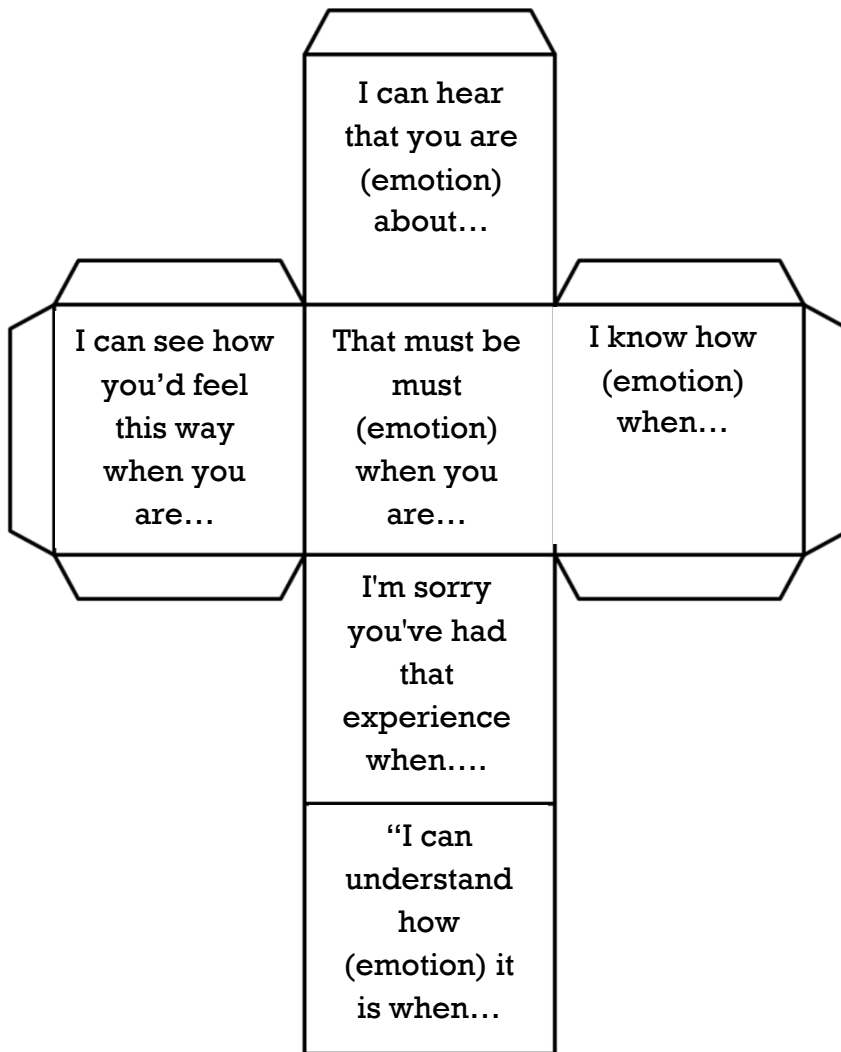 I can hear
that you are
(emotion)
about…
I can see how
you’d feel
this way
when you
are…
That must be
must
(emotion)
when you
are…
I know how
(emotion)
when…
I'm sorry
you've had
that
experience
when….
“I can
understand
how
(emotion) it
is when…